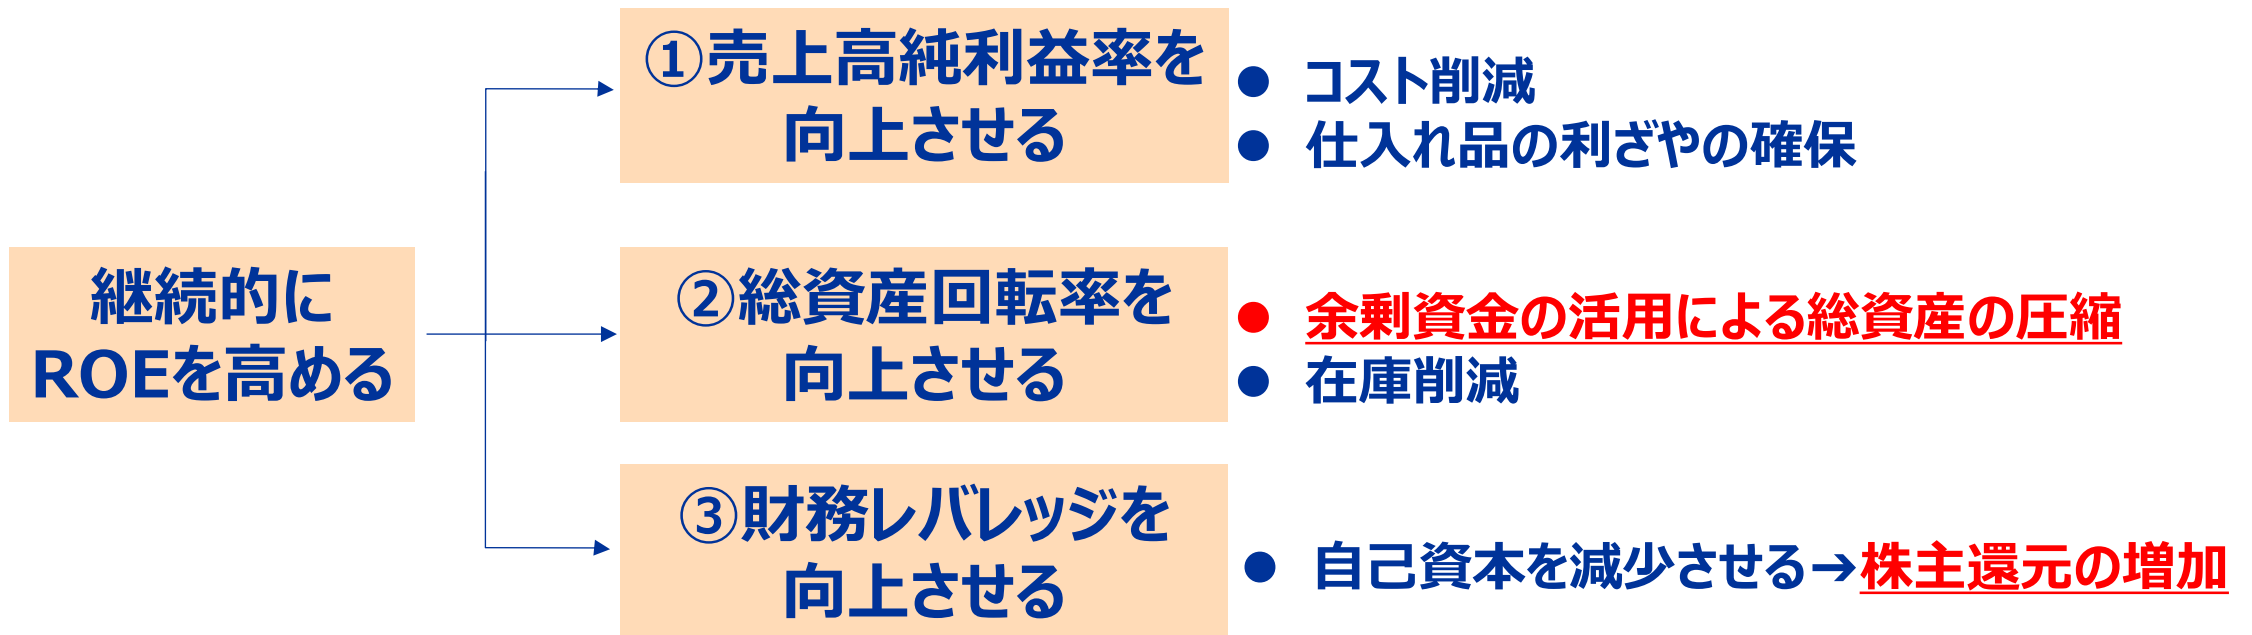 ①売上高純利益率を
向上させる
● コスト削減
● 仕入れ品の利ざやの確保
継続的に
ROEを高める
②総資産回転率を
向上させる
● 余剰資金の活用による総資産の圧縮
● 在庫削減
③財務レバレッジを
向上させる
● 自己資本を減少させる➔株主還元の増加